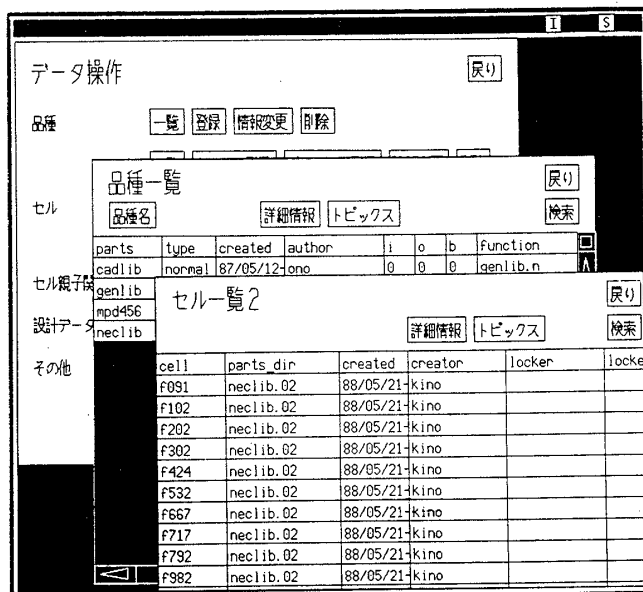 I S
データ操作 戻り
品種 一覧 登録 情報変更 削除
品種一覧 戻り
セル 品種名 詳細情報 トピックス 検索
parts type created author i o b function
cadlib normal 87/05/12- ono 0 0 0 genlib.n
セル親子関
genlib
mpd456
設計データ
neclib
その他
セル一覧2 戻り
詳細情報 トピックス 検索
cell parts_dir created creator locker locke
f091 neclib.02 88/05/21- kino
f102 neclib.02 88/05/21- kino
f202 neclib.02 88/05/21- kino
f302 neclib.02 88/05/21- kino
f424 neclib.02 88/05/21- kino
f532 neclib.02 88/05/21- kino
f667 neclib.02 88/05/21- kino
f717 neclib.02 88/05/21- kino
f792 neclib.02 88/05/21- kino
f982 neclib.02 88/05/21- kino